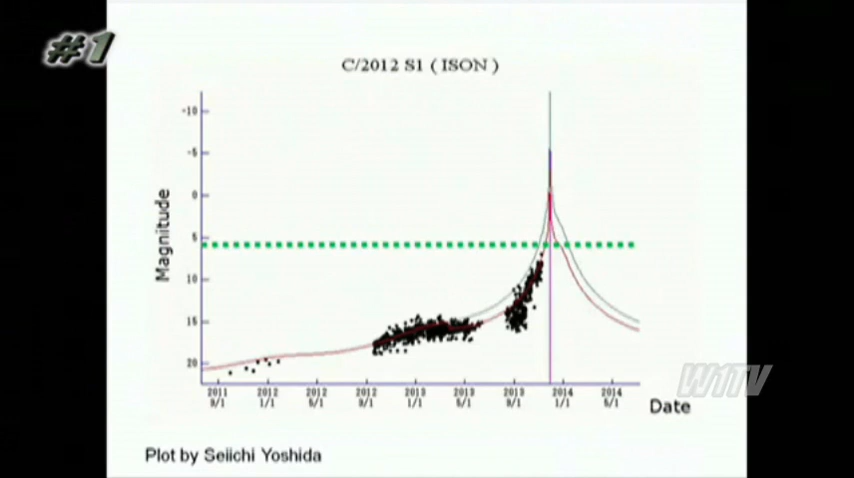 #1
C/2012 S1 ( ISON )
-10
-5
0
5
10
15
20
Magnitude
2011 2012 2012 2012 2013 2013 2013 2014 2014
9/1 1/1 5/1 9/1 1/1 5/1 9/1 1/1 5/1
Date
W1TV
Plot by Seiichi Yoshida